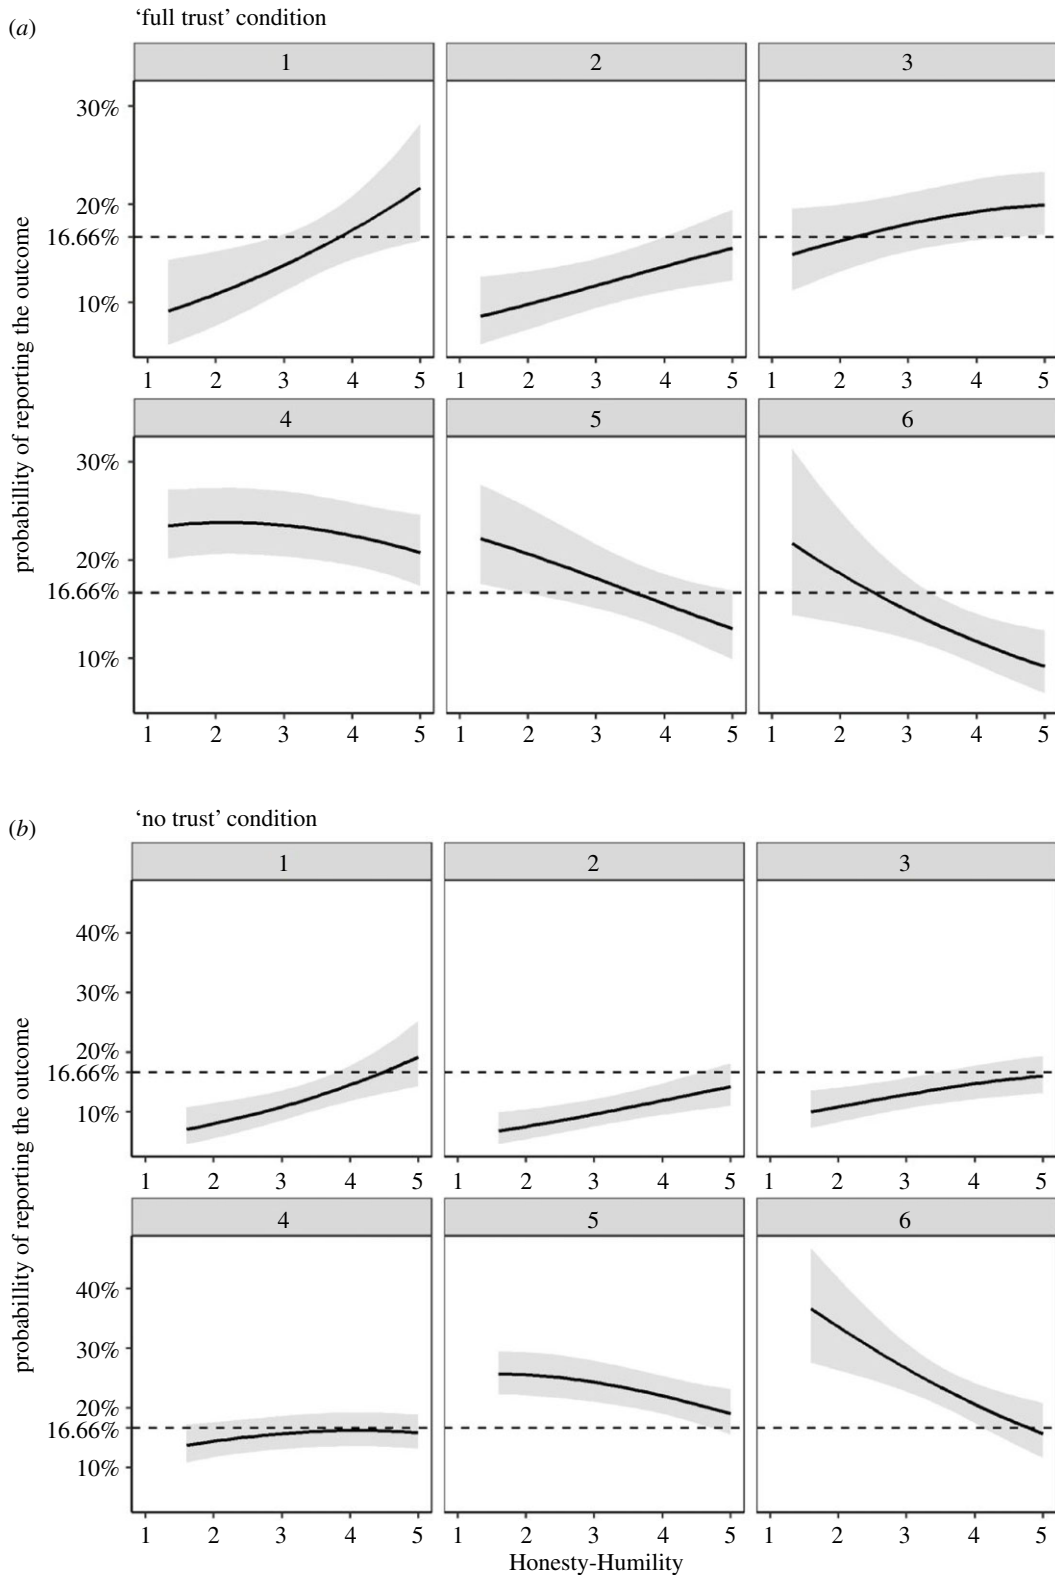 (a)
'full trust' condition
1 2 3
30%
20%
16.66%
10%
1 2 3 4 5 1 2 3 4 5 1 2 3 4 5
4 5 6
30%
20%
16.66%
10%
1 2 3 4 5 1 2 3 4 5 1 2 3 4 5
probabillity of reporting the outcome
(b)
'no trust' condition
1 2 3
40%
30%
20%
16.66%
10%
1 2 3 4 5 1 2 3 4 5 1 2 3 4 5
4 5 6
40%
30%
20%
16.66%
10%
1 2 3 4 5 1 2 3 4 5 1 2 3 4 5
probabillity of reporting the outcome
Honesty-Humility